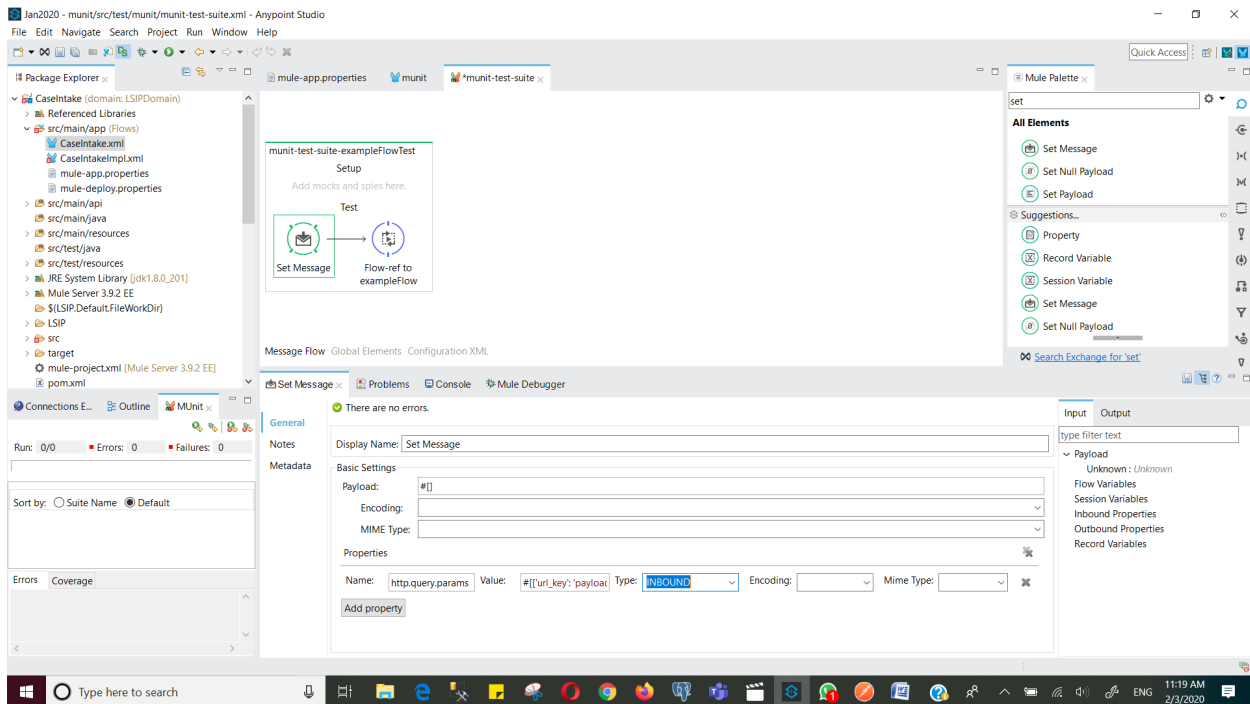 Jan2020 - munit/src/test/munit/munit-test-suite.xml - Anypoint Studio
File Edit Navigate Search Project Run Window Help
Quick Access
Package Explorer
CaseIntake (domain: LSIPDomain)
Referenced Libraries
src/main/app (Flows)
CaseIntake.xml
CaseIntakeImpl.xml
mule-app.properties
mule-deploy.properties
src/main/api
src/main/java
src/main/resources
src/test/java
src/test/resources
JRE System Library [jdk1.8.0_201]
Mule Server 3.9.2 EE
${LSIP.Default.FileWorkDir}
LSIP
src
target
mule-project.xml [Mule Server 3.9.2 EE]
pom.xml
mule-app.properties munit *munit-test-suite
munit-test-suite-exampleFlowTest
Setup
Add mocks and spies here.
Test
Set Message
Flow-ref to
exampleFlow
Message Flow Global Elements Configuration XML
Mule Palette
set
All Elements
Set Message
Set Null Payload
Set Payload
Suggestions...
Property
Record Variable
Session Variable
Set Message
Set Null Payload
Search Exchange for 'set'
Connections E... Outline MUnit
Run: 0/0 Errors: 0 Failures: 0
Sort by: Suite Name Default
Errors Coverage
Set Message Problems Console Mule Debugger
There are no errors.
General
Notes
Metadata
Display Name: Set Message
Basic Settings
Payload: #[]
Encoding:
MIME Type:
Properties
Name: http.query.params Value: #[['url_key': 'payloac Type: INBOUND Encoding: Mime Type:
Add property
Input Output
type filter text
Payload
Unknown : Unknown
Flow Variables
Session Variables
Inbound Properties
Outbound Properties
Record Variables
Type here to search
1
ENG
11:19 AM
2/3/2020